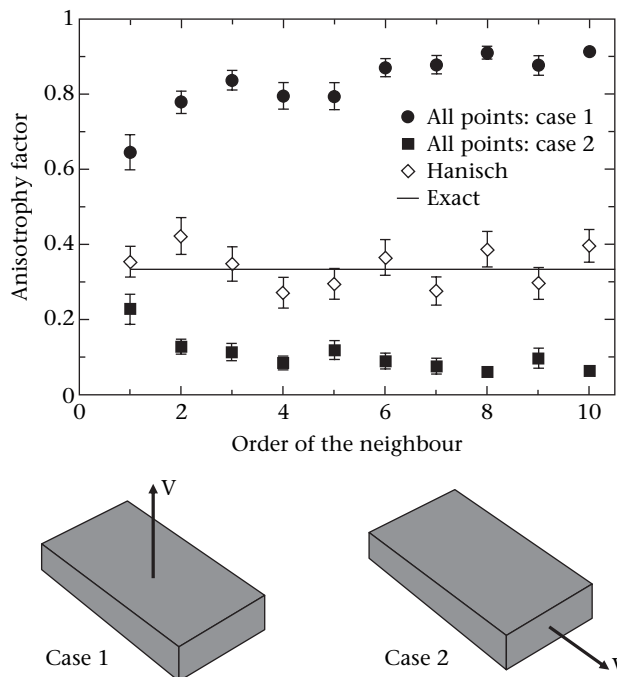 1
0.8
0.6
0.4
0.2
0
Anisotrophy factor
All points: case 1
All points: case 2
Hanisch
Exact
0 2 4 6 8 10
Order of the neighbour
V
V
Case 1
Case 2